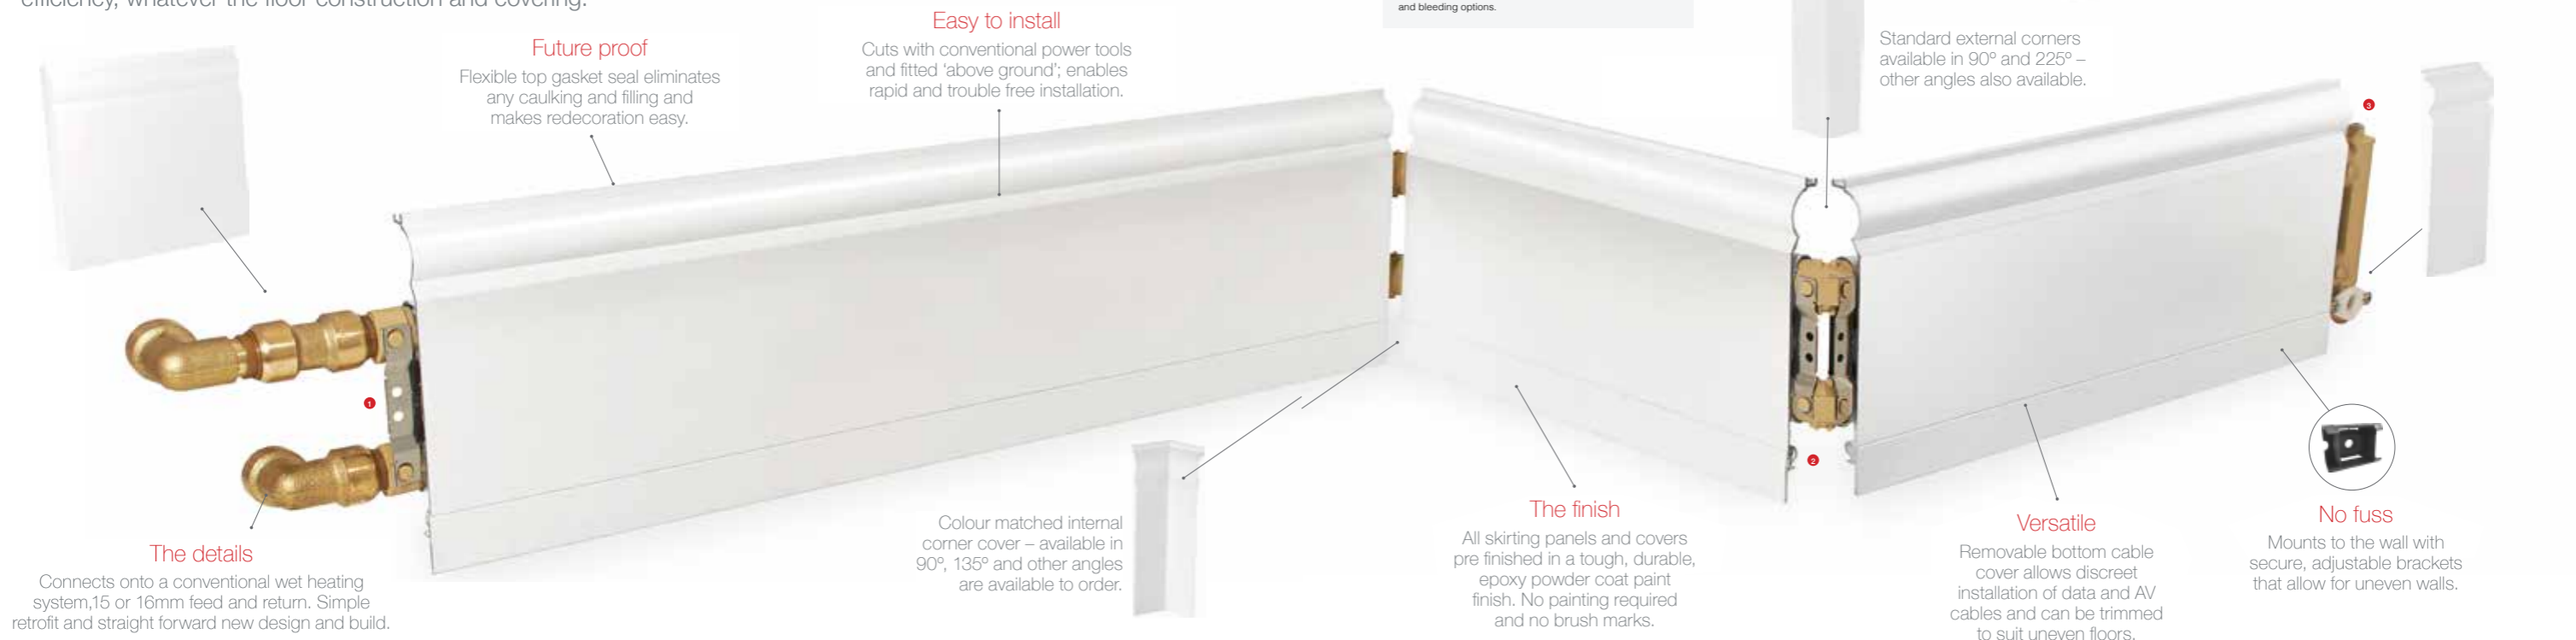 efficiency, whatever the floor construction and covering.
and bleeding options.
Easy to install
Cuts with conventional power tools
and fitted ‘above ground’; enables
rapid and trouble free installation.
Future proof
Flexible top gasket seal eliminates
any caulking and filling and
makes redecoration easy.
Standard external corners
available in 90º and 225º –
other angles also available.
3
1
2
The details
Connects onto a conventional wet heating
system,15 or 16mm feed and return. Simple
retrofit and straight forward new design and build.
Colour matched internal
corner cover – available in
90º, 135º and other angles
are available to order.
The finish
All skirting panels and covers
pre finished in a tough, durable,
epoxy powder coat paint
finish. No painting required
and no brush marks.
Versatile
Removable bottom cable
cover allows discreet
installation of data and AV
cables and can be trimmed
to suit uneven floors.
No fuss
Mounts to the wall with
secure, adjustable brackets
that allow for uneven walls.